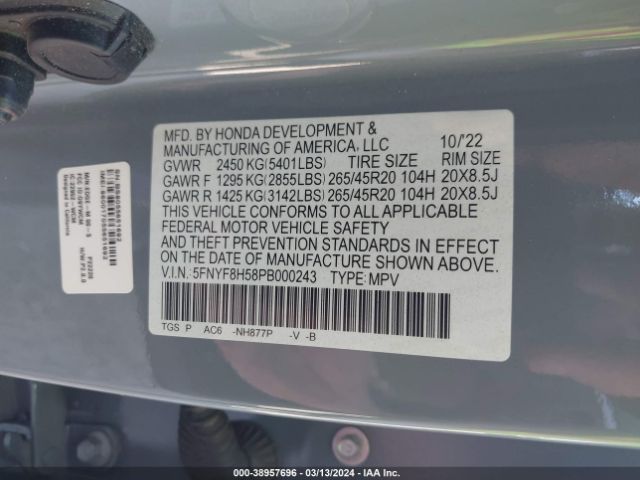 MFD. BY HONDA DEVELOPMENT &
MANUFACTURING OF AMERICA, LLC 10/'22
GVWR 2450 KG(5401LBS) TIRE SIZE RIM SIZE
GAWR F 1295 KG(2855LBS) 265/45R20 104H 20X8.5J
GAWR R 1425 KG(3142LBS) 265/45R20 104H 20X8.5J
THIS VEHICLE CONFORMS TO ALL APPLICABLE
FEDERAL MOTOR VEHICLE SAFETY
AND THEFT PREVENTION STANDARDS IN EFFECT
ON THE DATE OF MANUFACTURE SHOWN ABOVE.
V.I.N.:5FNYF8H58PB000243 TYPE:MPV
TGS P AC6 -NH877P -V -B
Designed in California
000-38957696 - 03/13/2024 - IAA Inc.